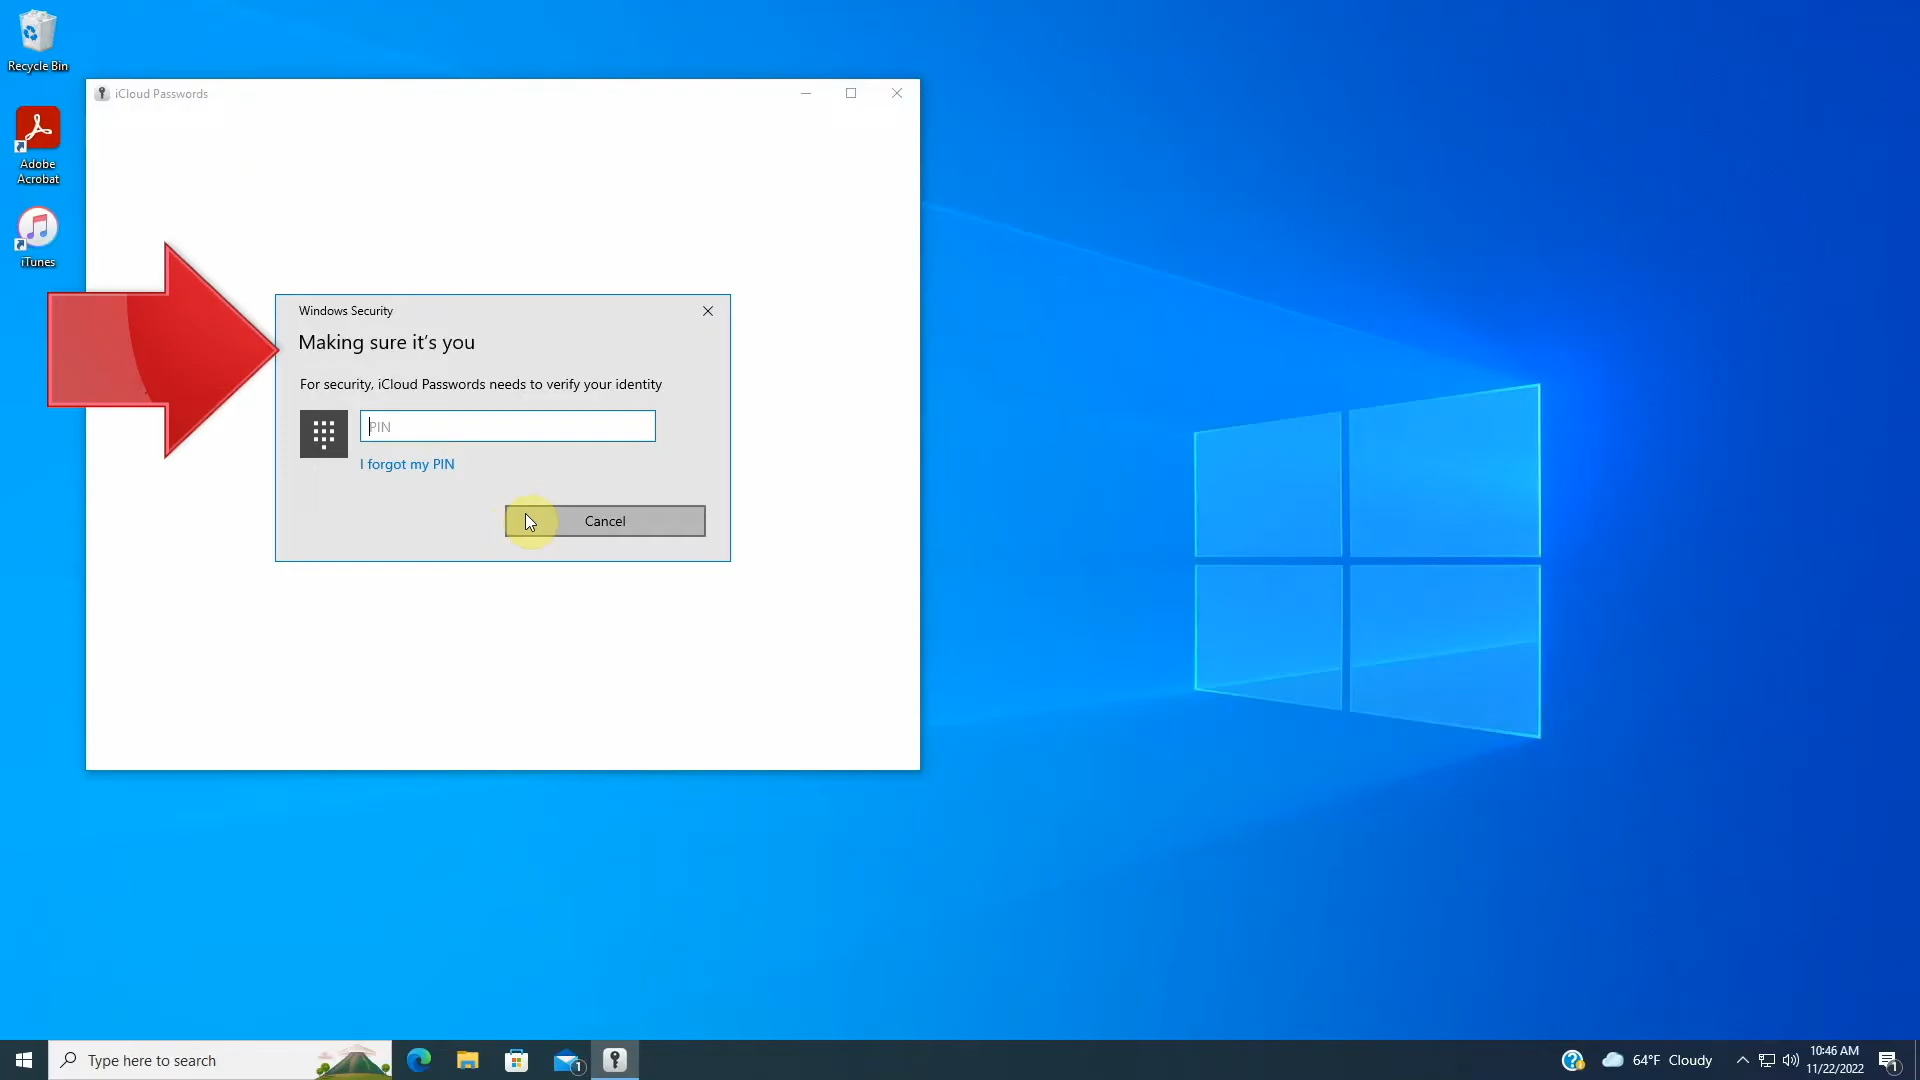 Recycle Bin
Adobe
Acrobat
iTunes
iCloud Passwords
Windows Security
Making sure it's you
For security, iCloud Passwords needs to verify your identity
PIN
I forgot my PIN
Cancel
Type here to search
1
64°F Cloudy
10:46 AM
11/22/2022
1